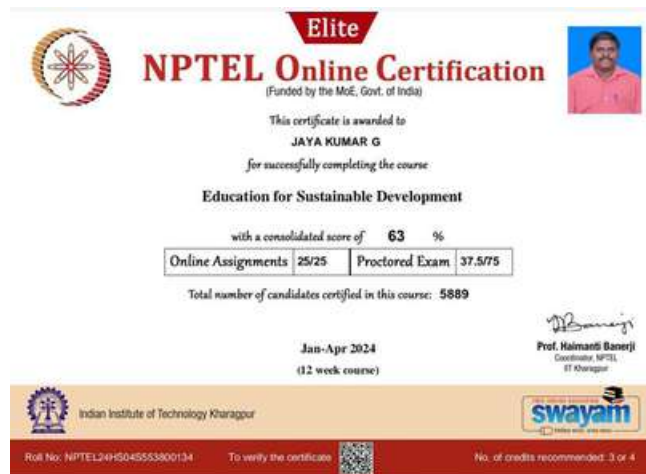 Elite
NPTEL Online Certification
(Funded by the MoE, Govt. of India)
This certificate is awarded to
JAYA KUMAR G
for successfully completing the course
Education for Sustainable Development
with a consolidated score of 63 %
Online Assignments 25/25 Proctored Exam 37.5/75
Total number of candidates certified in this course: 5889
Jan-Apr 2024
(12 week course)
Prof. Haimanti Banerji
Coordinator, NPTEL
IIT Kharagpur
Indian Institute of Technology Kharagpur
swayam
Roll No: NPTEL24HS04S553800134 To verify the certificate No. of credits recommended: 3 or 4